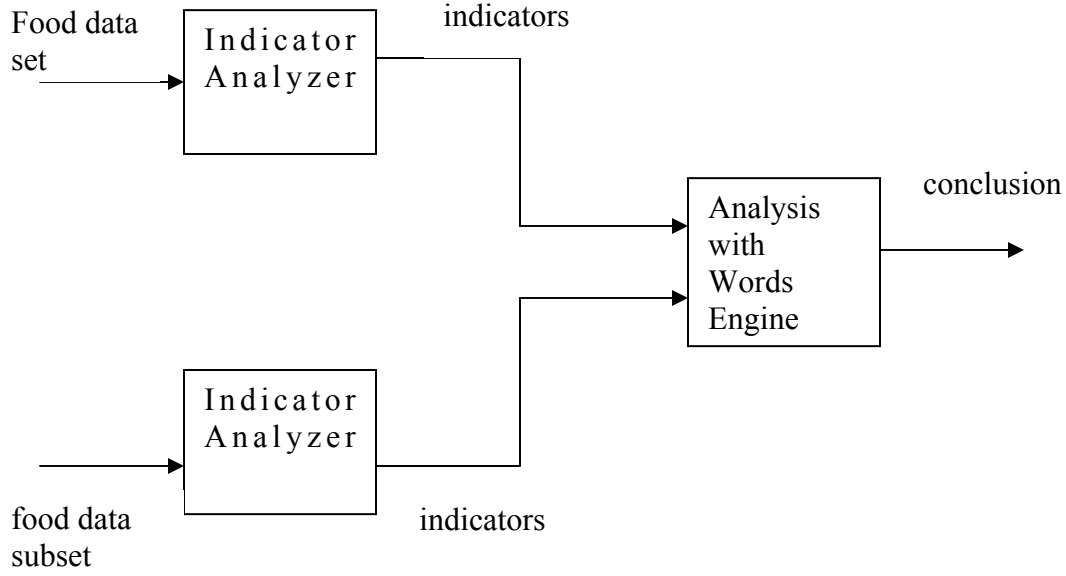 Food data
set
Indicator
Analyzer
indicators
Analysis
with
Words
Engine
conclusion
Indicator
Analyzer
food data
subset
indicators